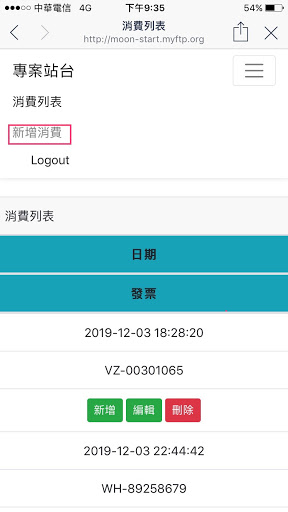 中華電信 4G 下午9:35 54%
消費列表
http://moon-start.myftp.org
專案站台
消費列表
新增消費
Logout
消費列表
日期
發票
2019-12-03 18:28:20
VZ-00301065
新增 編輯 刪除
2019-12-03 22:44:42
WH-89258679